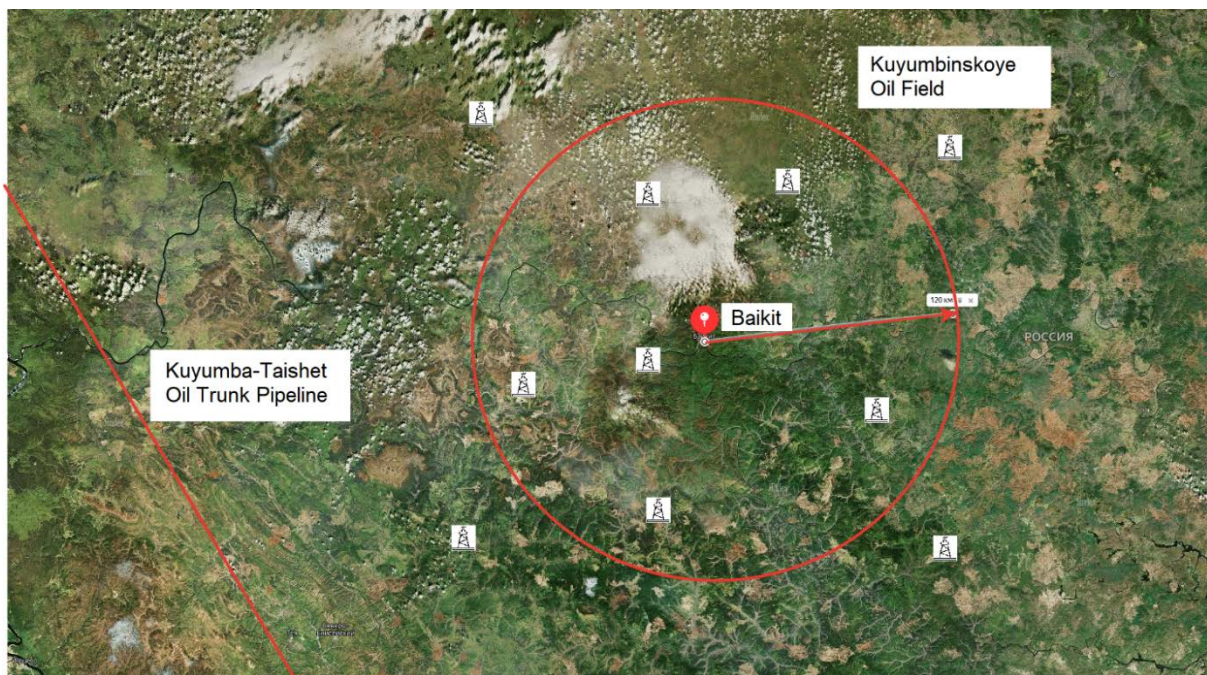 Kuyumbinskoye
Oil Field
120 км
Baikit
РОССИЯ
Kuyumba-Taishet
Oil Trunk Pipeline